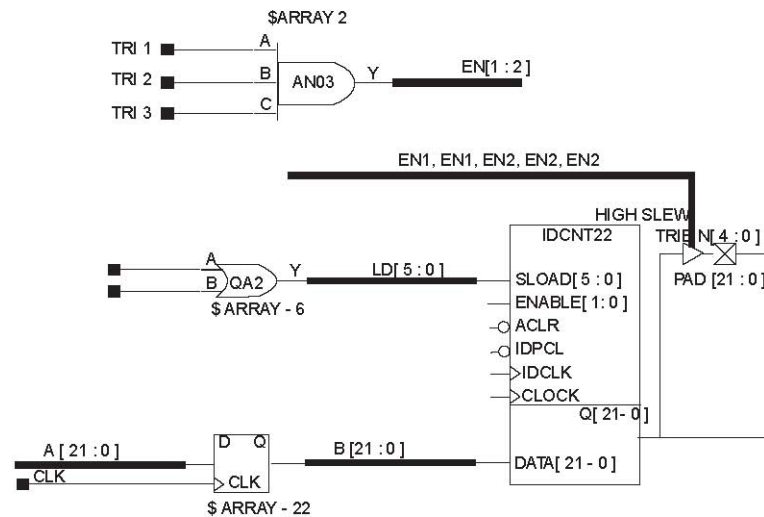 $ARRAY 2
TRI 1
A
TRI 2
B
AN03
Y
EN[1 : 2]
TRI 3
C
EN1, EN1, EN2, EN2, EN2
HIGH SLEW
IDCNT22
TRIE N[ 4 : 0]
A
B
OA2
Y
LD[ 5 : 0]
SLOAD[ 5 : 0]
PAD [21 : 0]
$ ARRAY - 6
ENABLE[ 1: 0 ]
ACLR
IDPCL
IDCLK
CLOCK
Q[ 21- 0]
A [ 21 : 0]
D Q
B [21 : 0]
DATA[ 21 - 0]
CLK
CLK
$ ARRAY - 22